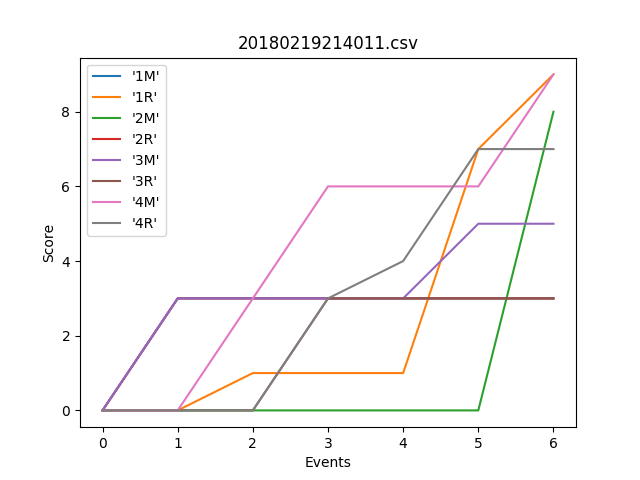 20180219214011.csv
'1M'
'1R'
'2M'
'2R'
'3M'
'3R'
'4M'
'4R'
8
6
4
2
0
Score
0 1 2 3 4 5 6
Events